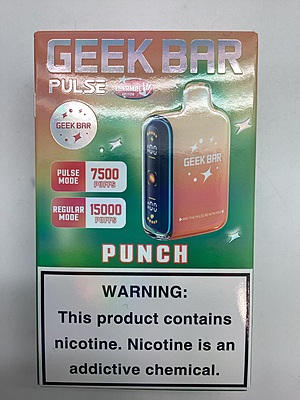 GEEK BAR
PULSE
GEEK BAR
PULSE
MODE
7500
PUFFS
REGULAR
MODE
15000
PUFFS
GEEK BAR
PUNCH
WARNING:
This product contains
nicotine. Nicotine is an
addictive chemical.